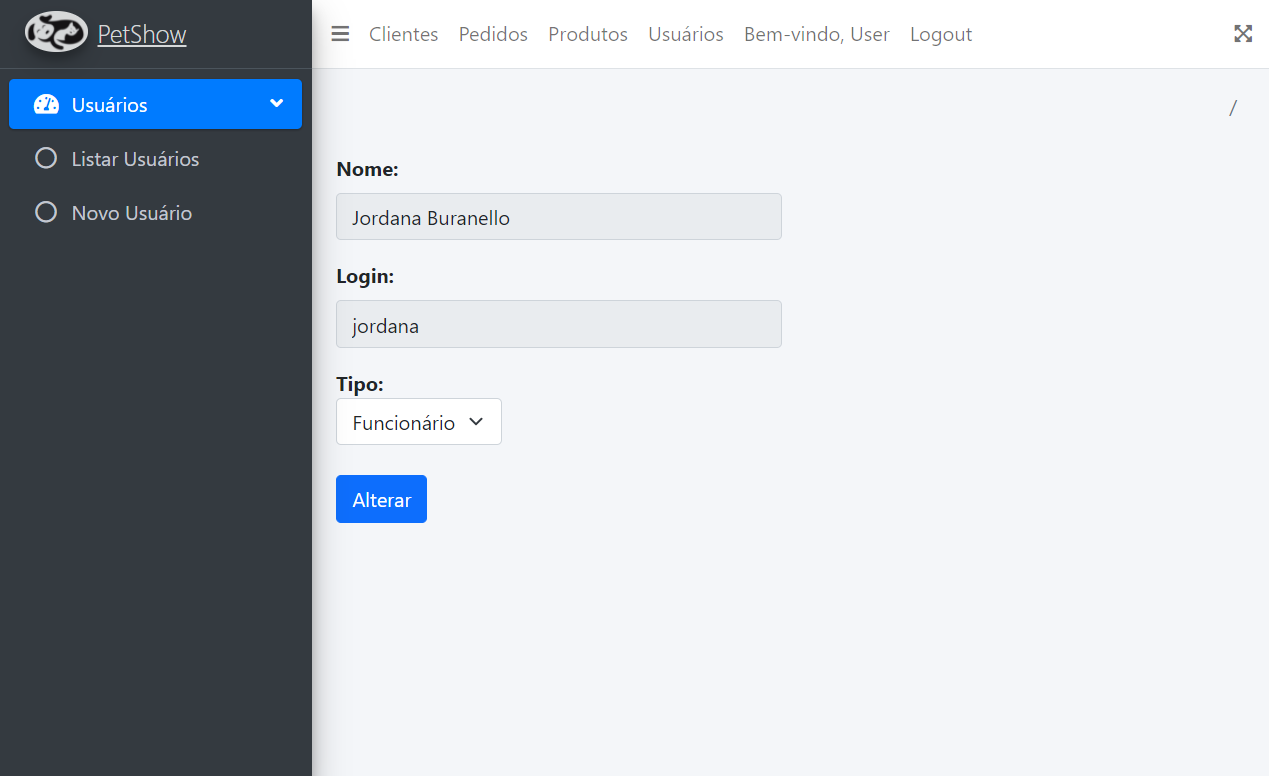 PetShow
Clientes Pedidos Produtos Usuários Bem-vindo, User Logout
Usuários
Listar Usuários
Novo Usuário
/
Nome:
Jordana Buranello
Login:
jordana
Tipo:
Funcionário
Alterar